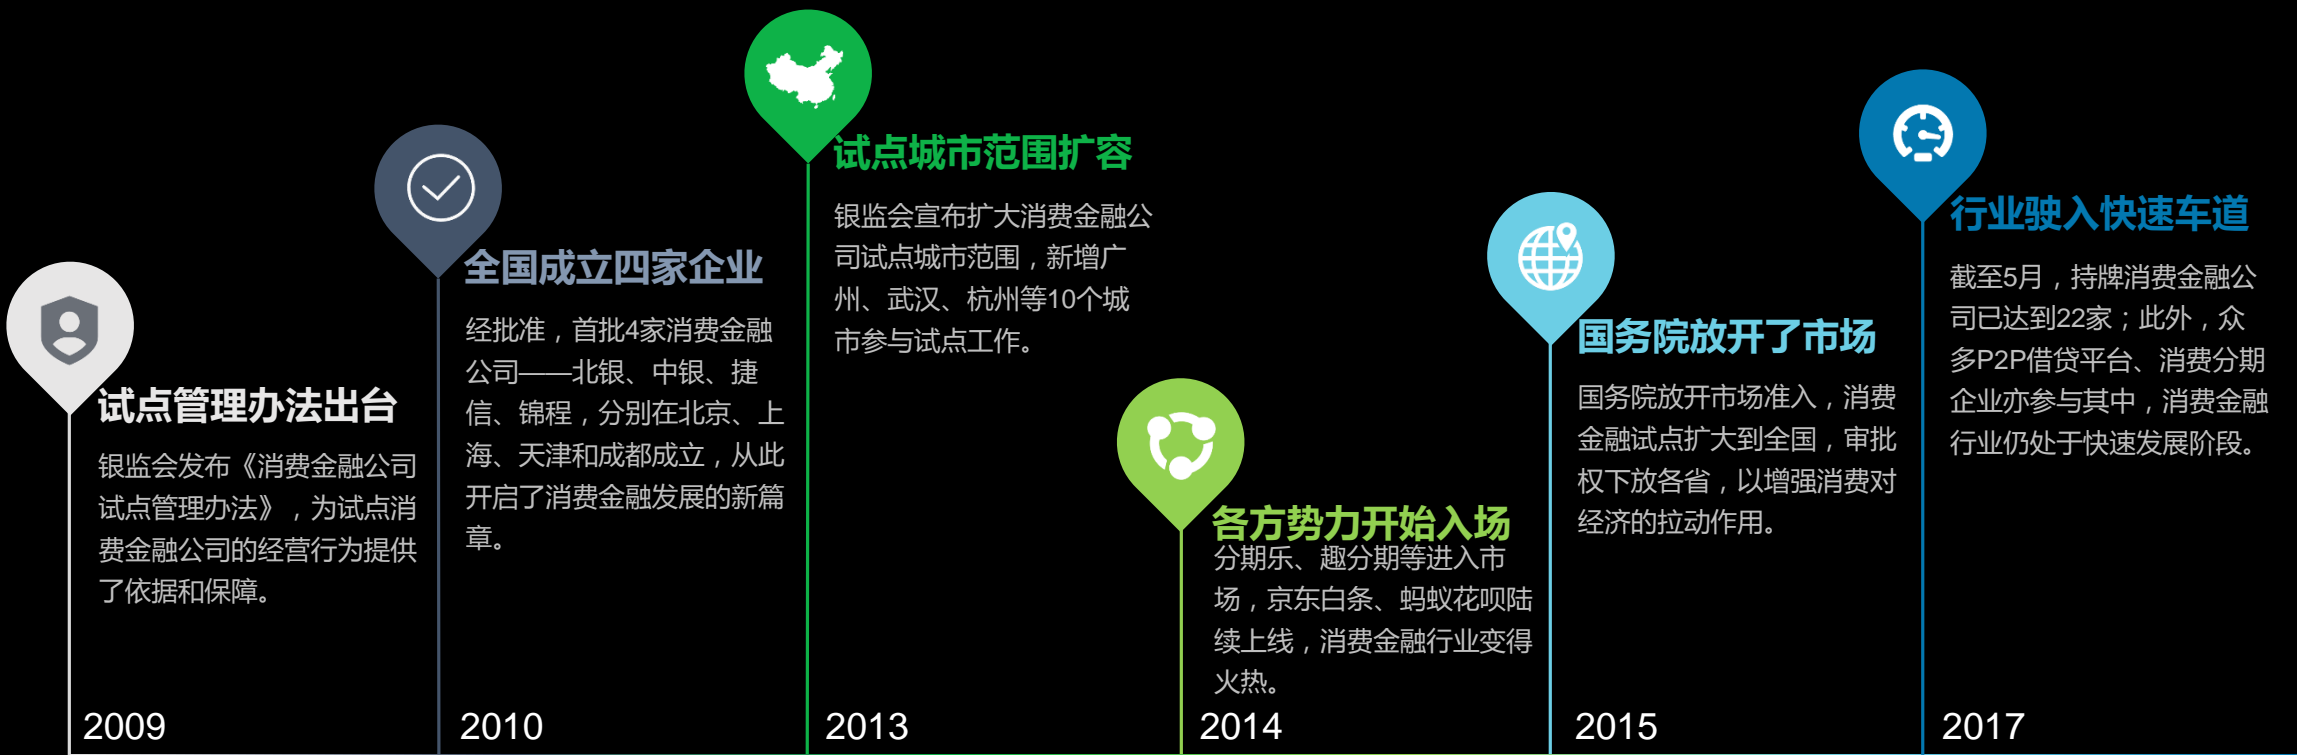 试点管理办法出台
银监会发布《消费金融公司
试点管理办法》，为试点消
费金融公司的经营行为提供
了依据和保障。
2009
全国成立四家企业
经批准，首批4家消费金融
公司——北银、中银、捷
信、锦程，分别在北京、上
海、天津和成都成立，从此
开启了消费金融发展的新篇
章。
2010
试点城市范围扩容
银监会宣布扩大消费金融公
司试点城市范围，新增广
州、武汉、杭州等10个城
市参与试点工作。
2013
各方势力开始入场
分期乐、趣分期等进入市
场，京东白条、蚂蚁花呗陆
续上线，消费金融行业变得
火热。
2014
国务院放开了市场
国务院放开市场准入，消费
金融试点扩大到全国，审批
权下放各省，以增强消费对
经济的拉动作用。
2015
行业驶入快速车道
截至5月，持牌消费金融公
司已达到22家；此外，众
多P2P借贷平台、消费分期
企业亦参与其中，消费金融
行业仍处于快速发展阶段。
2017